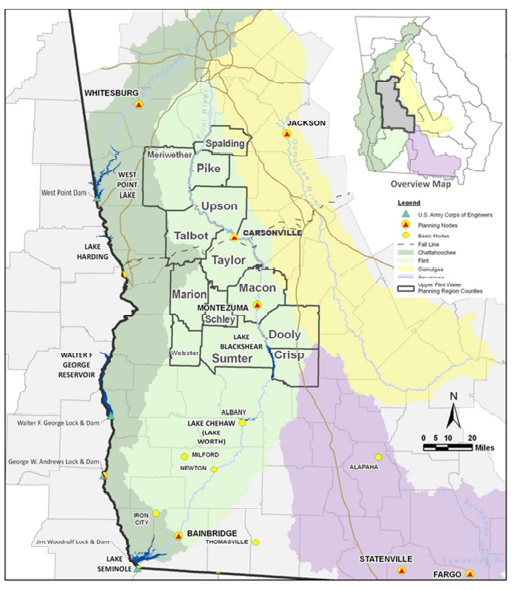 WHITESBURG
JACKSON
Spalding
Meriwether
Pike
WEST
POINT
LAKE
West Point Dam
Upson
Overview Map
Legend
U.S. Army Corps of Engineers
Planning Nodes
Basic Nodes
Fall Line
Chattahoochee
Flint
Ocmulgee
Upper Flint Water
Planning Region Counties
Talbot
CARSONVILLE
LAKE
HARDING
Taylor
Marion
Macon
MONTEZUMA
Schley
Dooly
LAKE
BLACKSHEAR
Webster
Sumter
Crisp
WALTER F
GEORGE
RESERVOIR
Walter F. George Lock & Dam
ALBANY
LAKE CHEHAW
(LAKE
WORTH)
N
0 5 10 20
Miles
George W. Andrews Lock & Dam
MILFORD
NEWTON
ALAPAHA
IRON
CITY
BAINBRIDGE
THOMASVILLE
Jim Woodruff Lock & Dam
LAKE
SEMINOLE
STATENVILLE
FARGO